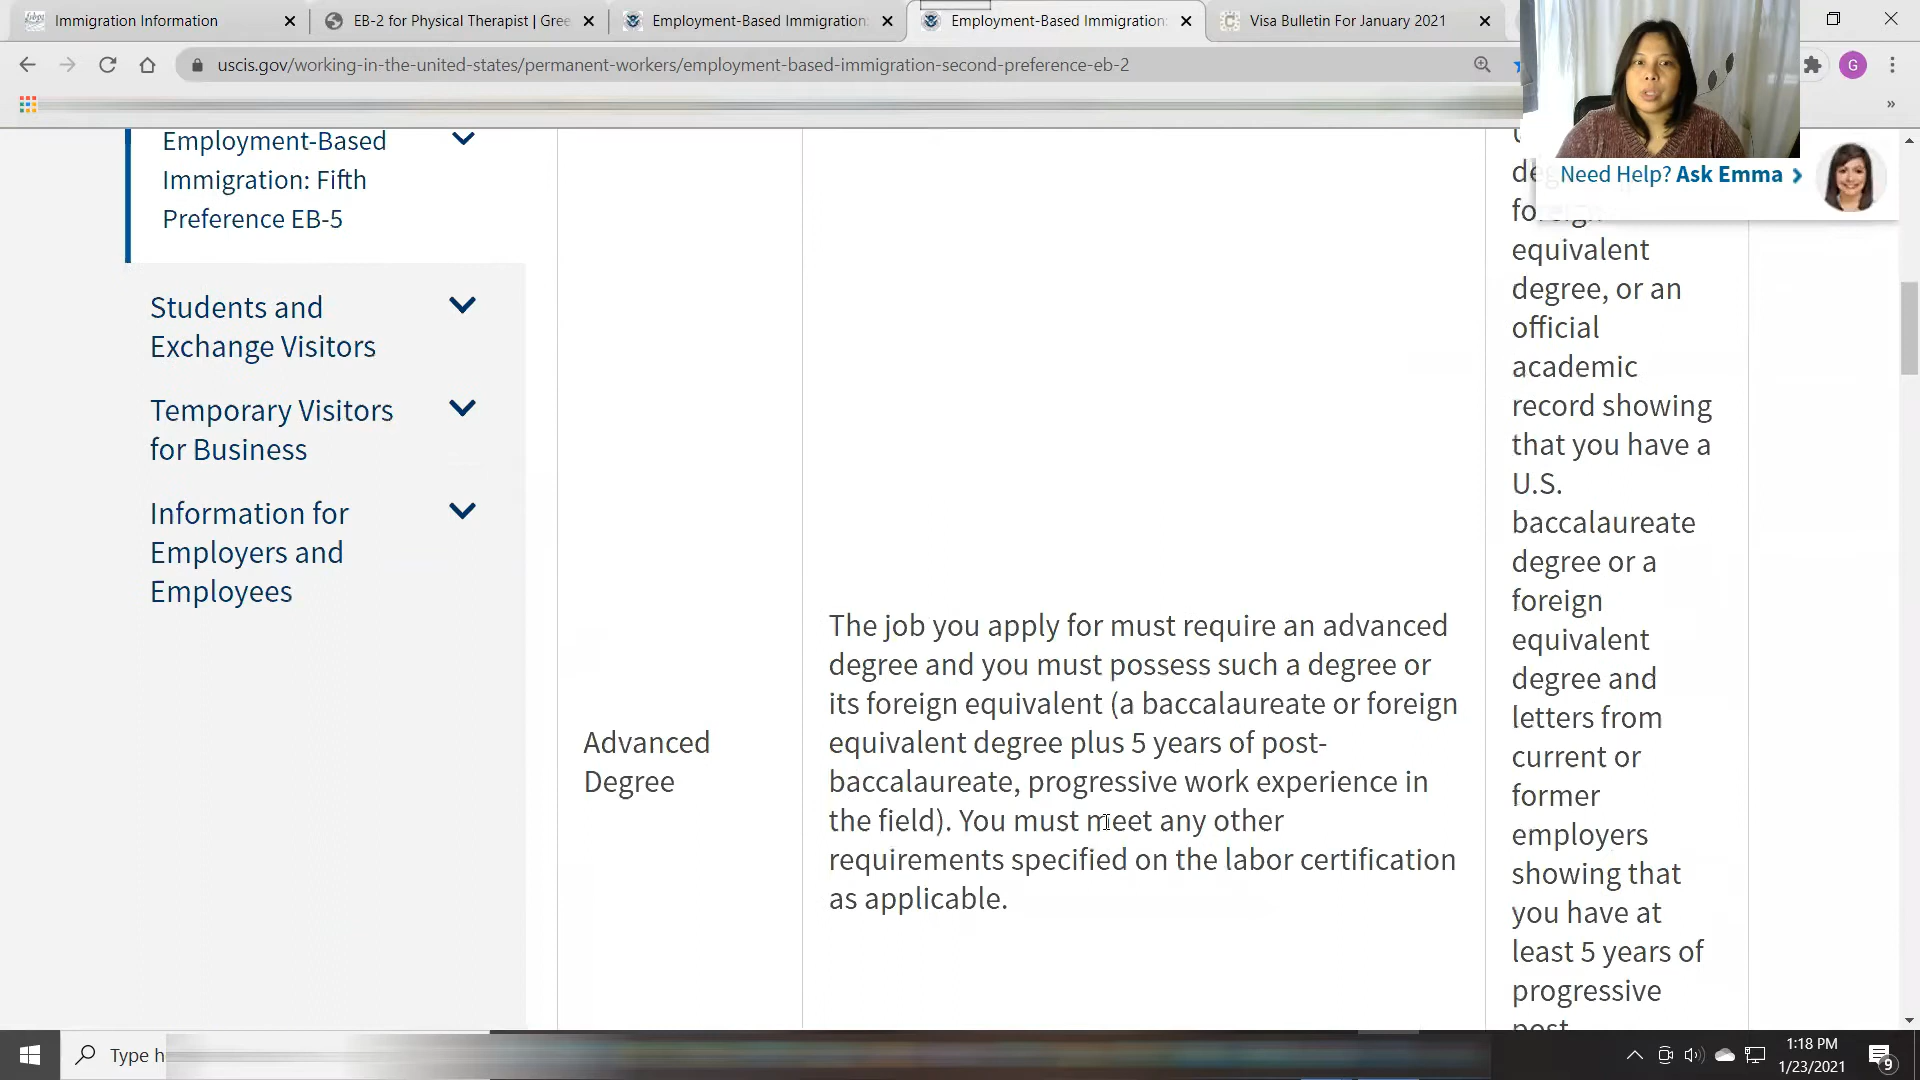 Immigration Information
EB-2 for Physical Therapist | Gree
Employment-Based Immigration:
Employment-Based Immigration:
Visa Bulletin For January 2021
uscis.gov/working-in-the-united-states/permanent-workers/employment-based-immigration-second-preference-eb-2
G
Need Help? Ask Emma
Employment-Based
Immigration: Fifth
Preference EB-5
Students and
Exchange Visitors
Temporary Visitors
for Business
Information for
Employers and
Employees
Advanced
Degree
The job you apply for must require an advanced
degree and you must possess such a degree or
its foreign equivalent (a baccalaureate or foreign
equivalent degree plus 5 years of post-
baccalaureate, progressive work experience in
the field). You must meet any other
requirements specified on the labor certification
as applicable.
equivalent
degree, or an
official
academic
record showing
that you have a
U.S.
baccalaureate
degree or a
foreign
equivalent
degree and
letters from
current or
former
employers
showing that
you have at
least 5 years of
progressive
post
Type h
1:18 PM
1/23/2021
9